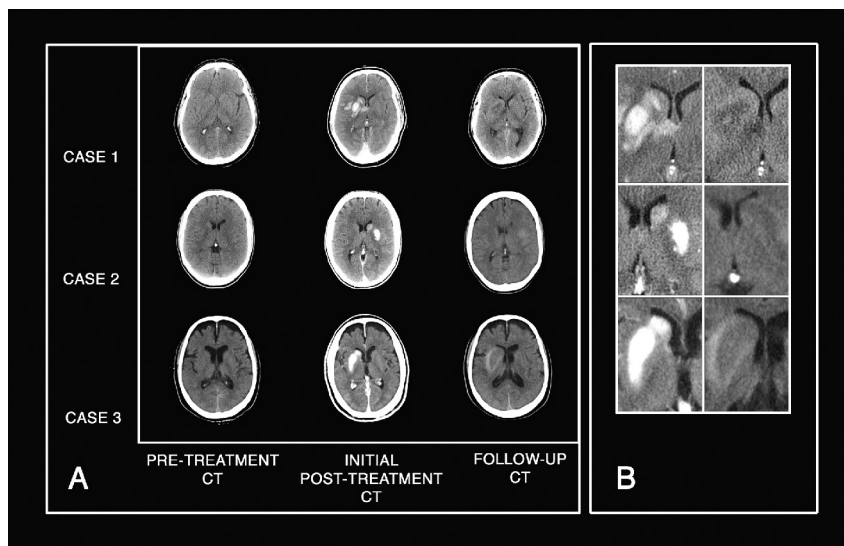 CASE 1
CASE 2
CASE 3
PRE-TREATMENT
CT
INITIAL
POST-TREATMENT
CT
FOLLOW-UP
CT
A
B